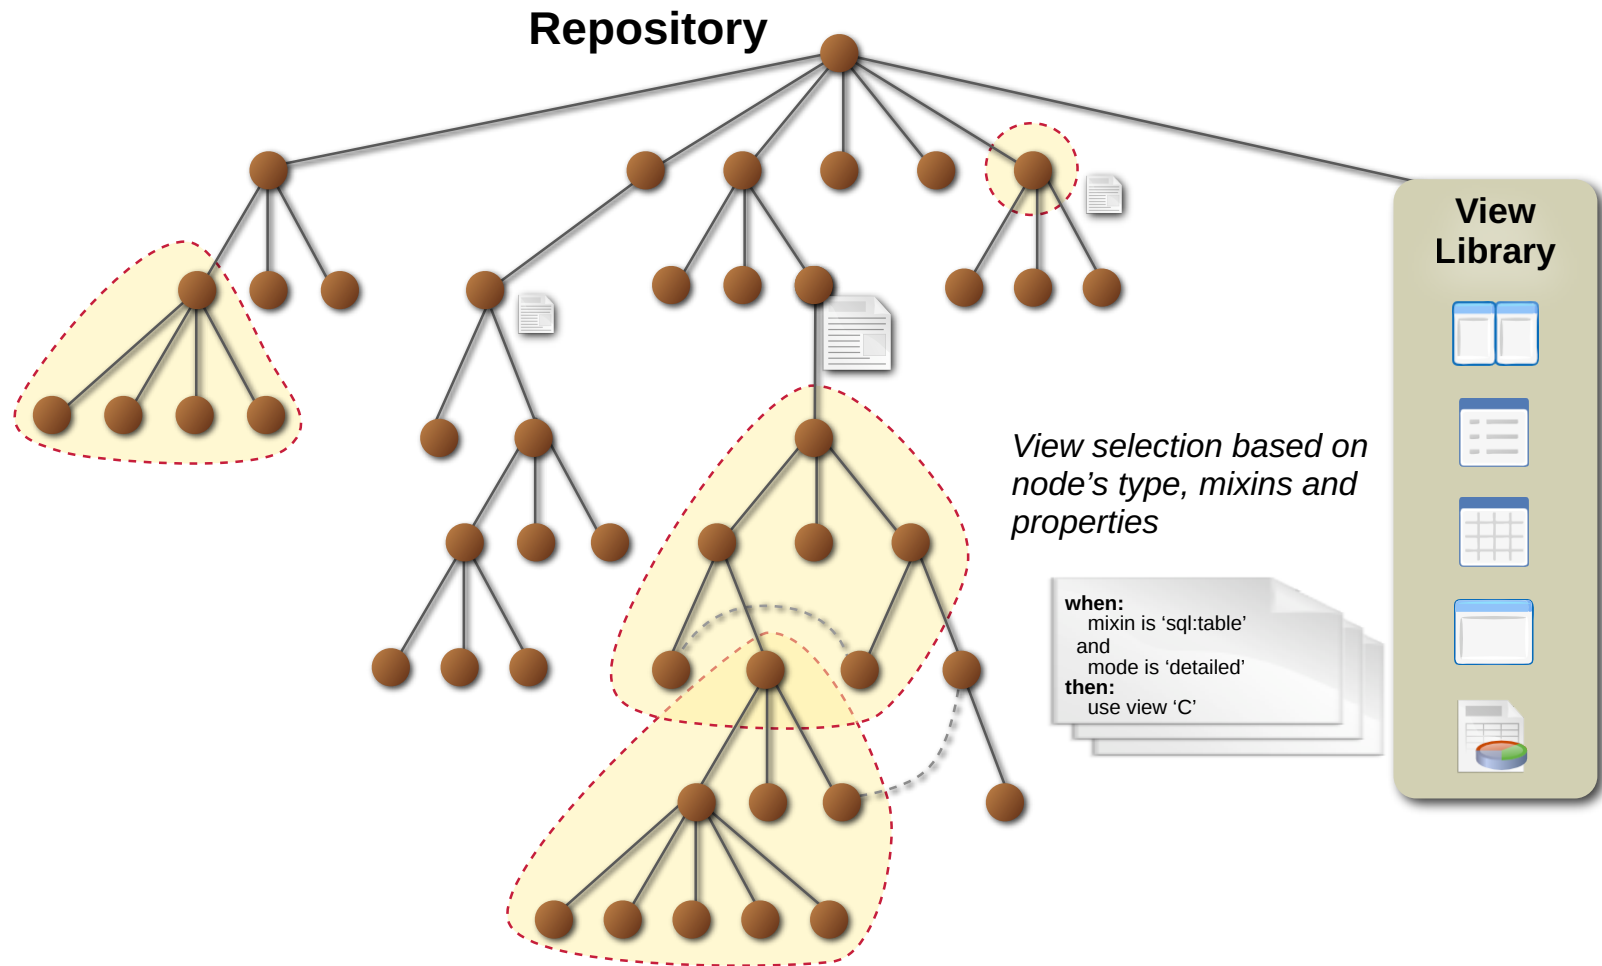 Repository
View
Library
View selection based on
node’s type, mixins and
properties
when:
mixin is ‘sql:table’
and
mode is ‘detailed’
then:
use view ‘C’